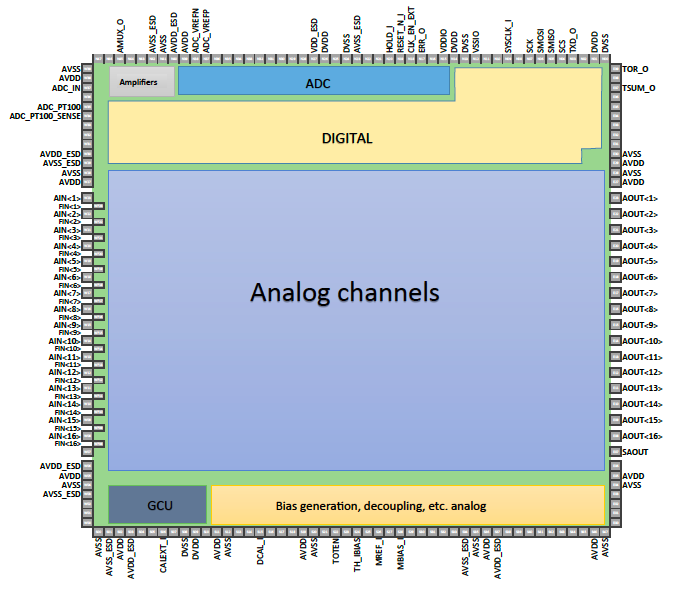 AMUX_O
AVSS_ESD
AVSS
AVDD_ESD
AVDD
ADC_VREFN
ADC_VREFP
VDD_ESD
DVDD
DVSS
AVSS_ESD
HOLD_I
RESET_N_I
CLK_EN_EXT
ERR_O
VDDIO
DVDD
DVSS
VSSIO
SYSCLK_I
SCK
SMOSI
SMISO
SCS
TXD_O
DVDD
DVSS
AVSS
AVDD
ADC_IN
ADC_PT100
ADC_PT100_SENSE
AVDD_ESD
AVSS_ESD
AVSS
AVDD
AIN<1>
FIN<1>
AIN<2>
FIN<2>
AIN<3>
FIN<3>
AIN<4>
FIN<4>
AIN<5>
FIN<5>
AIN<6>
FIN<6>
AIN<7>
FIN<7>
AIN<8>
FIN<8>
AIN<9>
FIN<9>
AIN<10>
FIN<10>
AIN<11>
FIN<11>
AIN<12>
FIN<12>
AIN<13>
FIN<13>
AIN<14>
FIN<14>
AIN<15>
FIN<15>
AIN<16>
FIN<16>
AVDD_ESD
AVDD
AVSS
AVSS_ESD
Amplifiers
ADC
DIGITAL
Analog channels
GCU
Bias generation, decoupling, etc. analog
TOR_O
TSUM_O
AVSS
AVDD
AVSS
AVDD
AOUT<1>
AOUT<2>
AOUT<3>
AOUT<4>
AOUT<5>
AOUT<6>
AOUT<7>
AOUT<8>
AOUT<9>
AOUT<10>
AOUT<11>
AOUT<12>
AOUT<13>
AOUT<14>
AOUT<15>
AOUT<16>
SAOUT
AVDD
AVSS
AVSS
AVSS_ESD
AVDD
AVDD_ESD
CALEXT_I
DVSS
DVDD
AVDD
AVSS
DCAL_I
AVDD
AVSS
TOTEN
TH_IBIAS
MREF_I
MBIAS_I
AVSS_ESD
AVSS
AVDD
AVDD_ESD
AVDD
AVSS